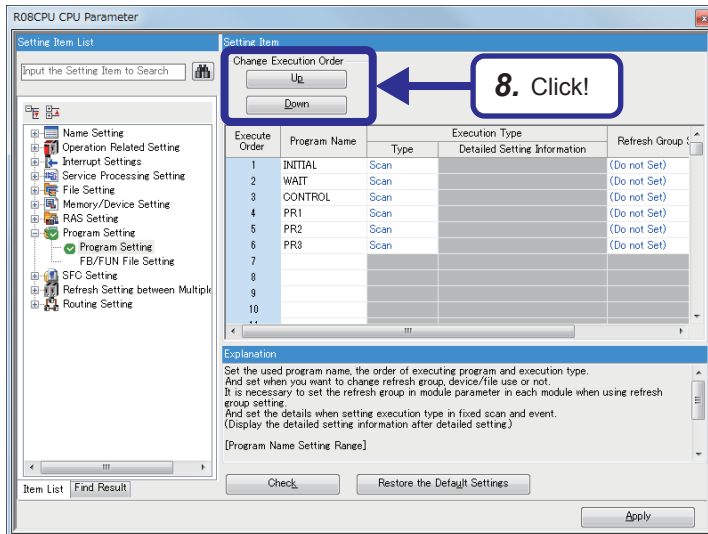 R08CPU CPU Parameter
Setting Item List
Input the Setting Item to Search
Name Setting
Operation Related Setting
Interrupt Settings
Service Processing Setting
File Setting
Memory/Device Setting
RAS Setting
Program Setting
Program Setting
FB/FUN File Setting
SFC Setting
Refresh Setting between Multiple
Routing Setting
Item List Find Result
Setting Item
Change Execution Order
Up
Down
8. Click!
Execute Order Program Name Execution Type Refresh Group
Type Detailed Setting Information
1 INITIAL Scan (Do not Set)
2 WAIT Scan (Do not Set)
3 CONTROL Scan (Do not Set)
4 PR1 Scan (Do not Set)
5 PR2 Scan (Do not Set)
6 PR3 Scan (Do not Set)
7
8
9
10
Explanation
Set the used program name, the order of executing program and execution type.
And set when you want to change refresh group, device/file use or not.
It is necessary to set the refresh group in module parameter in each module when using refresh
group setting.
And set the details when setting execution type in fixed scan and event.
(Display the detailed setting information after detailed setting.)
[Program Name Setting Range]
Check Restore the Default Settings
Apply